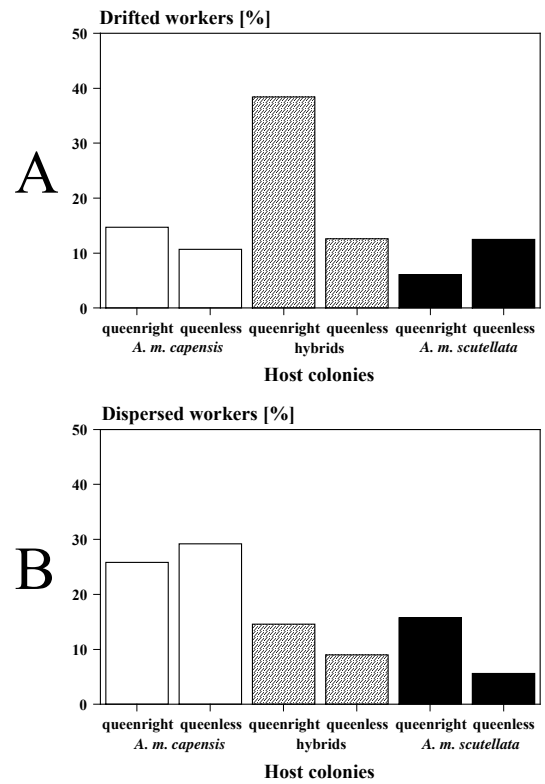 Drifted workers [%]
A
50
40
30
20
10
0
queenright queenless queenright queenless queenright queenless
A. m. capensis hybrids A. m. scutellata
Host colonies
Dispersed workers [%]
B
50
40
30
20
10
0
queenright queenless queenright queenless queenright queenless
A. m. capensis hybrids A. m. scutellata
Host colonies